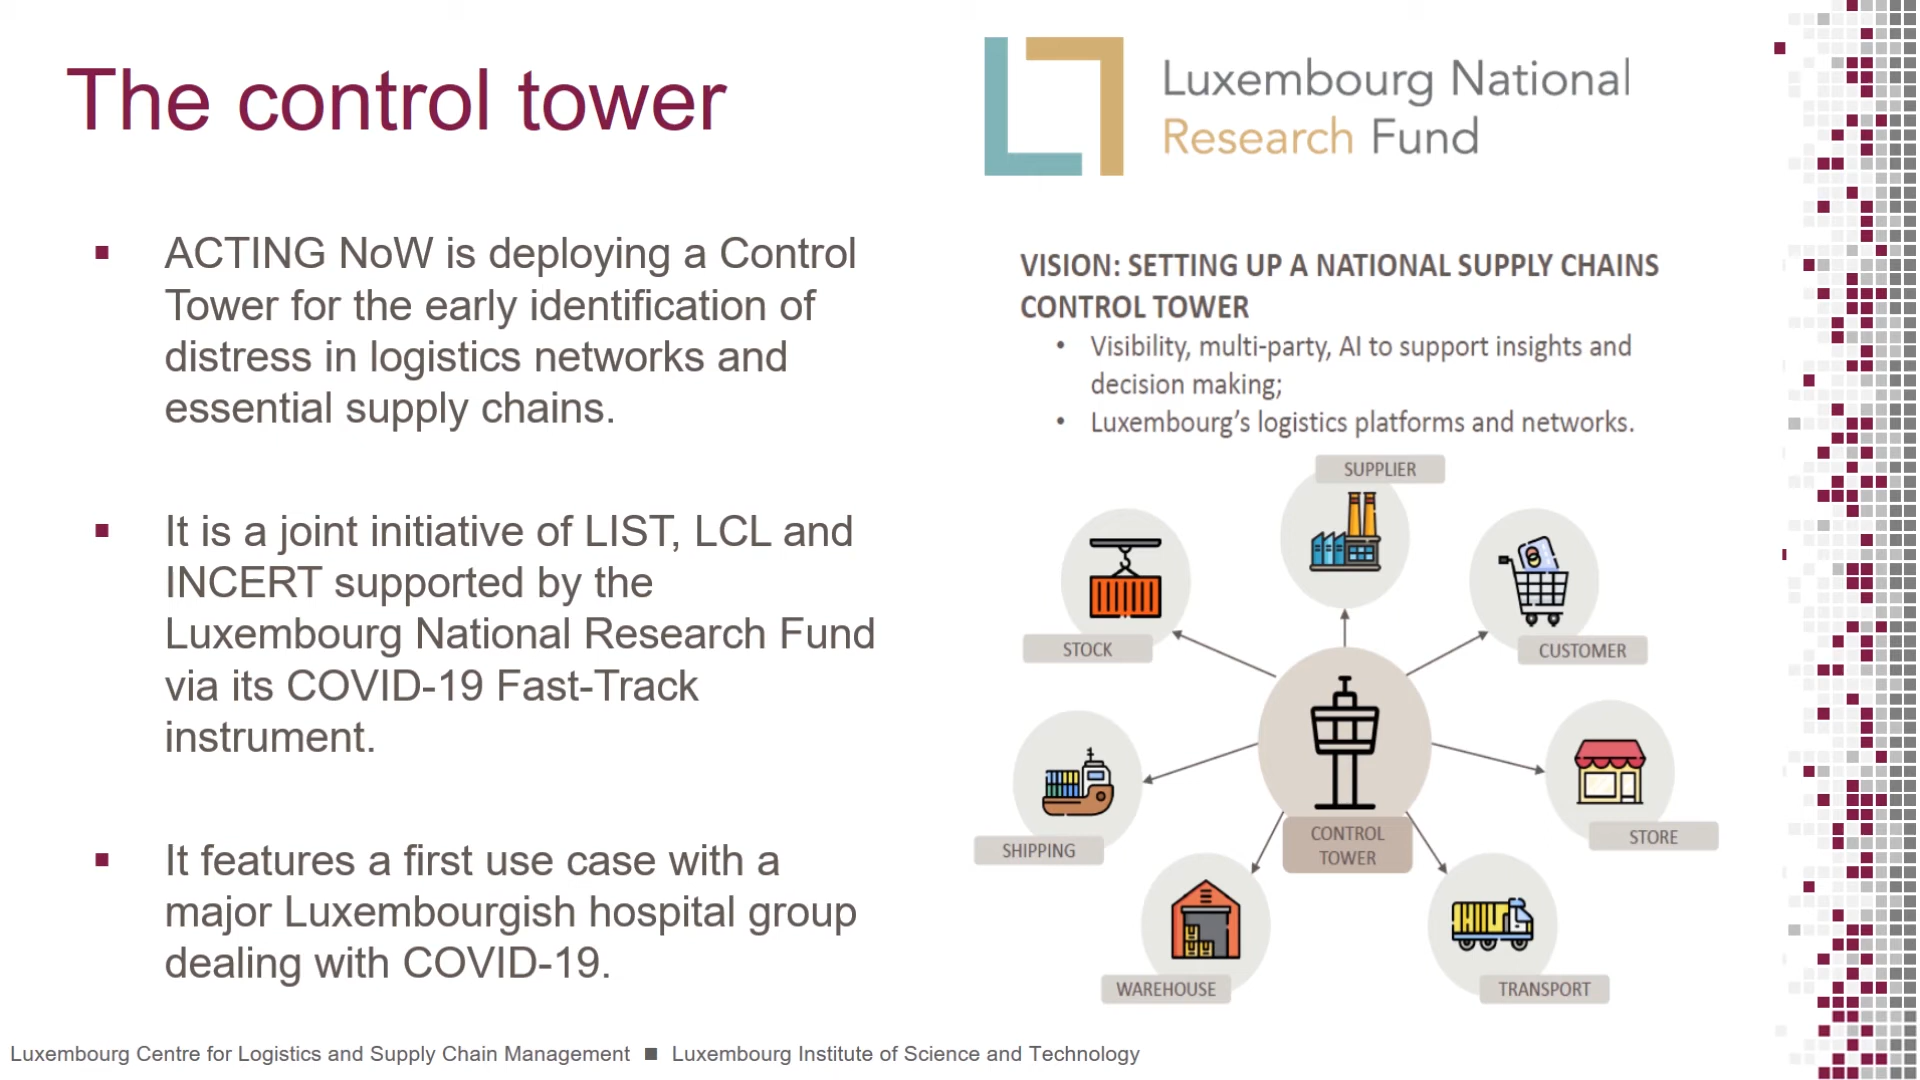 The control tower
Luxembourg National
Research Fund
▪ ACTING NoW is deploying a Control
Tower for the early identification of
distress in logistics networks and
essential supply chains.
▪ It is a joint initiative of LIST, LCL and
INCERT supported by the
Luxembourg National Research Fund
via its COVID-19 Fast-Track
instrument.
▪ It features a first use case with a
major Luxembourgish hospital group
dealing with COVID-19.
VISION: SETTING UP A NATIONAL SUPPLY CHAINS
CONTROL TOWER
• Visibility, multi-party, AI to support insights and
decision making;
• Luxembourg’s logistics platforms and networks.
SUPPLIER
STOCK
CUSTOMER
SHIPPING
CONTROL
TOWER
STORE
WAREHOUSE
TRANSPORT
Luxembourg Centre for Logistics and Supply Chain Management ■ Luxembourg Institute of Science and Technology